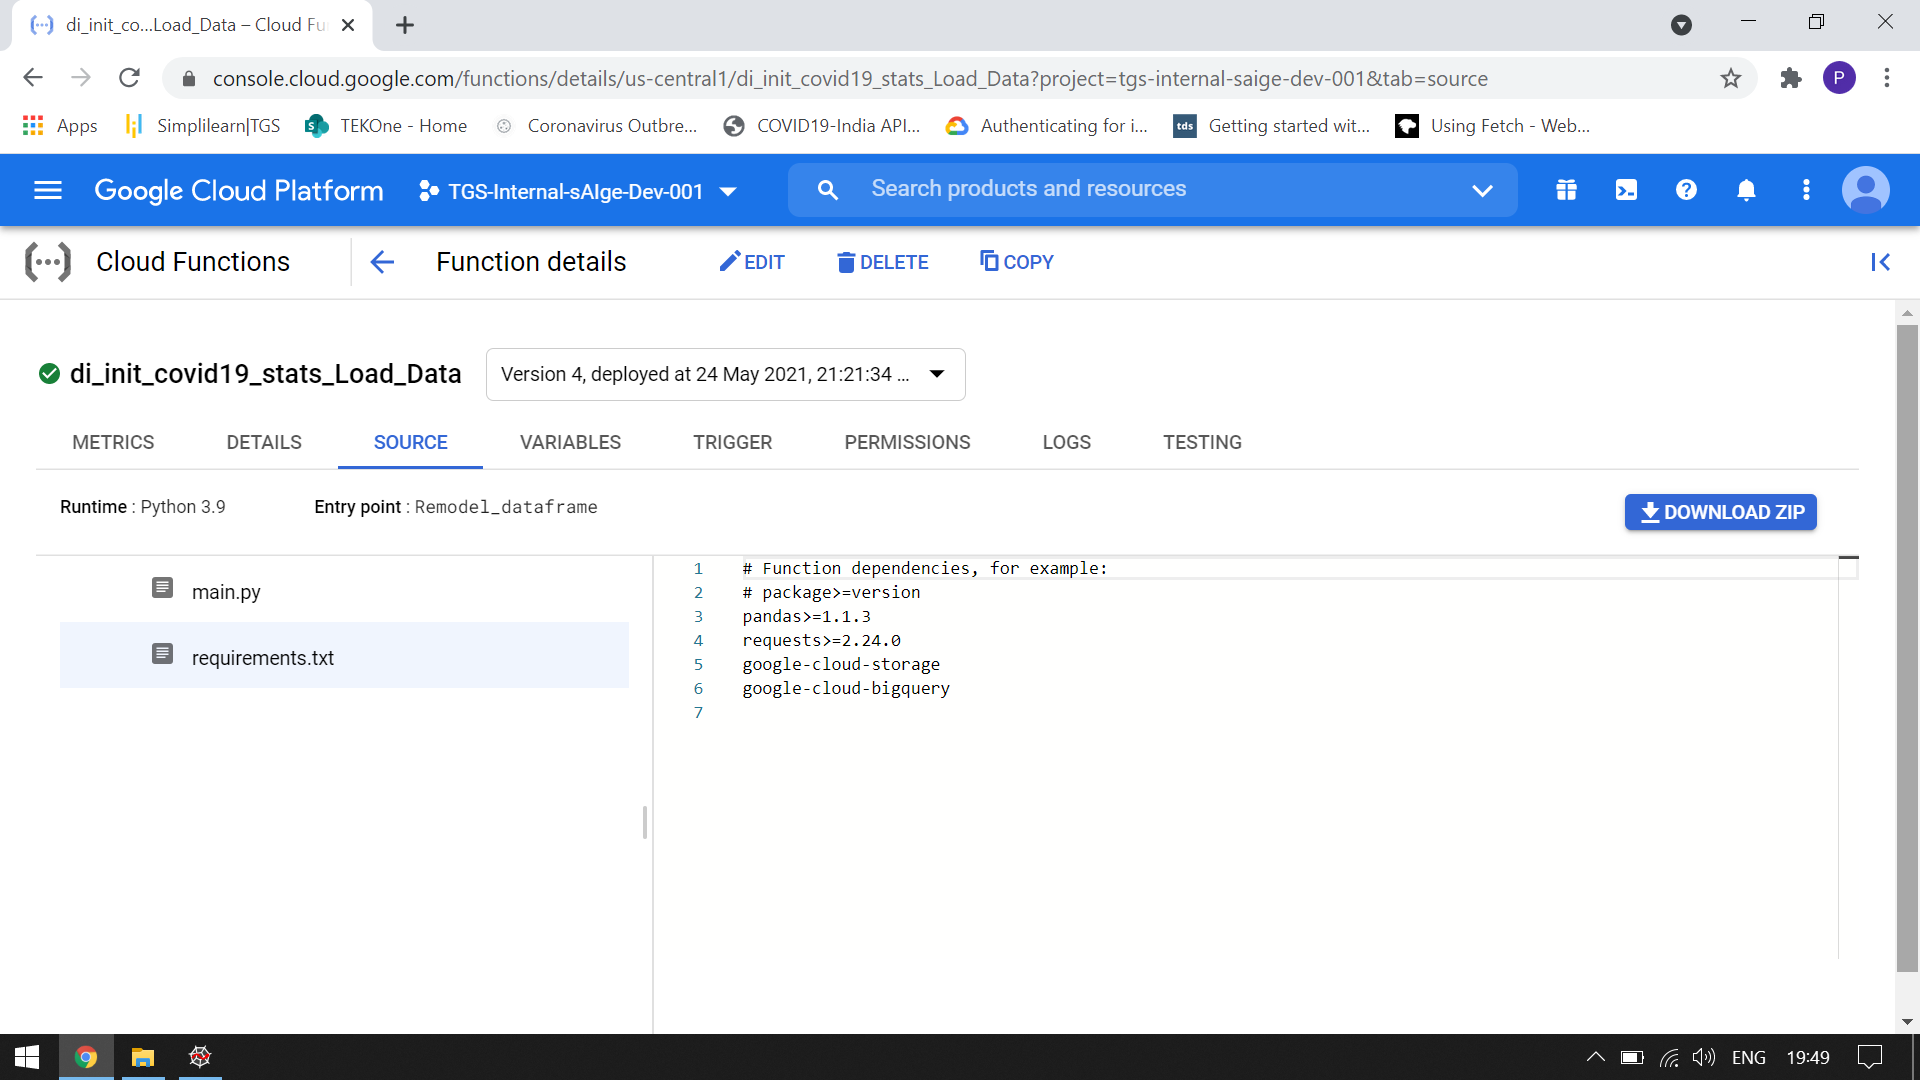 di_init_co...Load_Data – Cloud Fu
console.cloud.google.com/functions/details/us-central1/di_init_covid19_stats_Load_Data?project=tgs-internal-saige-dev-001&tab=source
P
Apps
Simplilearn|TGS
TEKOne - Home
Coronavirus Outbre...
COVID19-India API...
Authenticating for i...
tds
Getting started wit...
Using Fetch - Web...
Google Cloud Platform
TGS-Internal-sAIge-Dev-001
Search products and resources
Cloud Functions
Function details
EDIT
DELETE
COPY
di_init_covid19_stats_Load_Data
Version 4, deployed at 24 May 2021, 21:21:34 ...
METRICS
DETAILS
SOURCE
VARIABLES
TRIGGER
PERMISSIONS
LOGS
TESTING
Runtime : Python 3.9
Entry point : Remodel_dataframe
DOWNLOAD ZIP
main.py
requirements.txt
1 # Function dependencies, for example:
2 # package>=version
3 pandas>=1.1.3
4 requests>=2.24.0
5 google-cloud-storage
6 google-cloud-bigquery
7
ENG
19:49